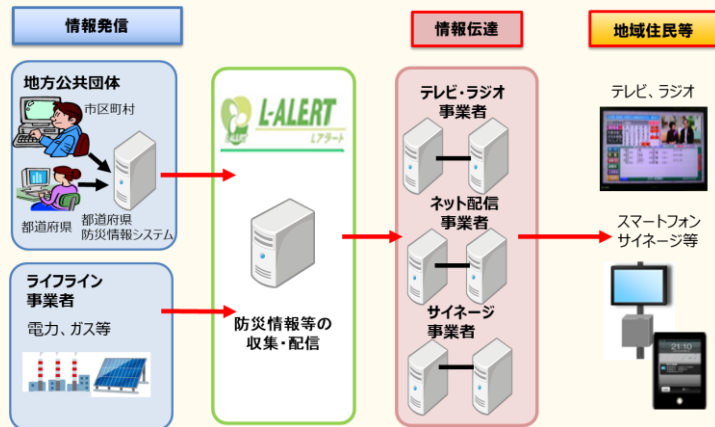 情報発信
情報伝達
地域住民等
地方公共団体
市区町村
都道府県
都道府県
防災情報システム
ライフライン
事業者
電力、ガス等
L-ALERT
Lアラート
防災情報等の
収集・配信
テレビ・ラジオ
事業者
ネット配信
事業者
サイネージ
事業者
テレビ、ラジオ
スマートフォン
サイネージ等
21:10